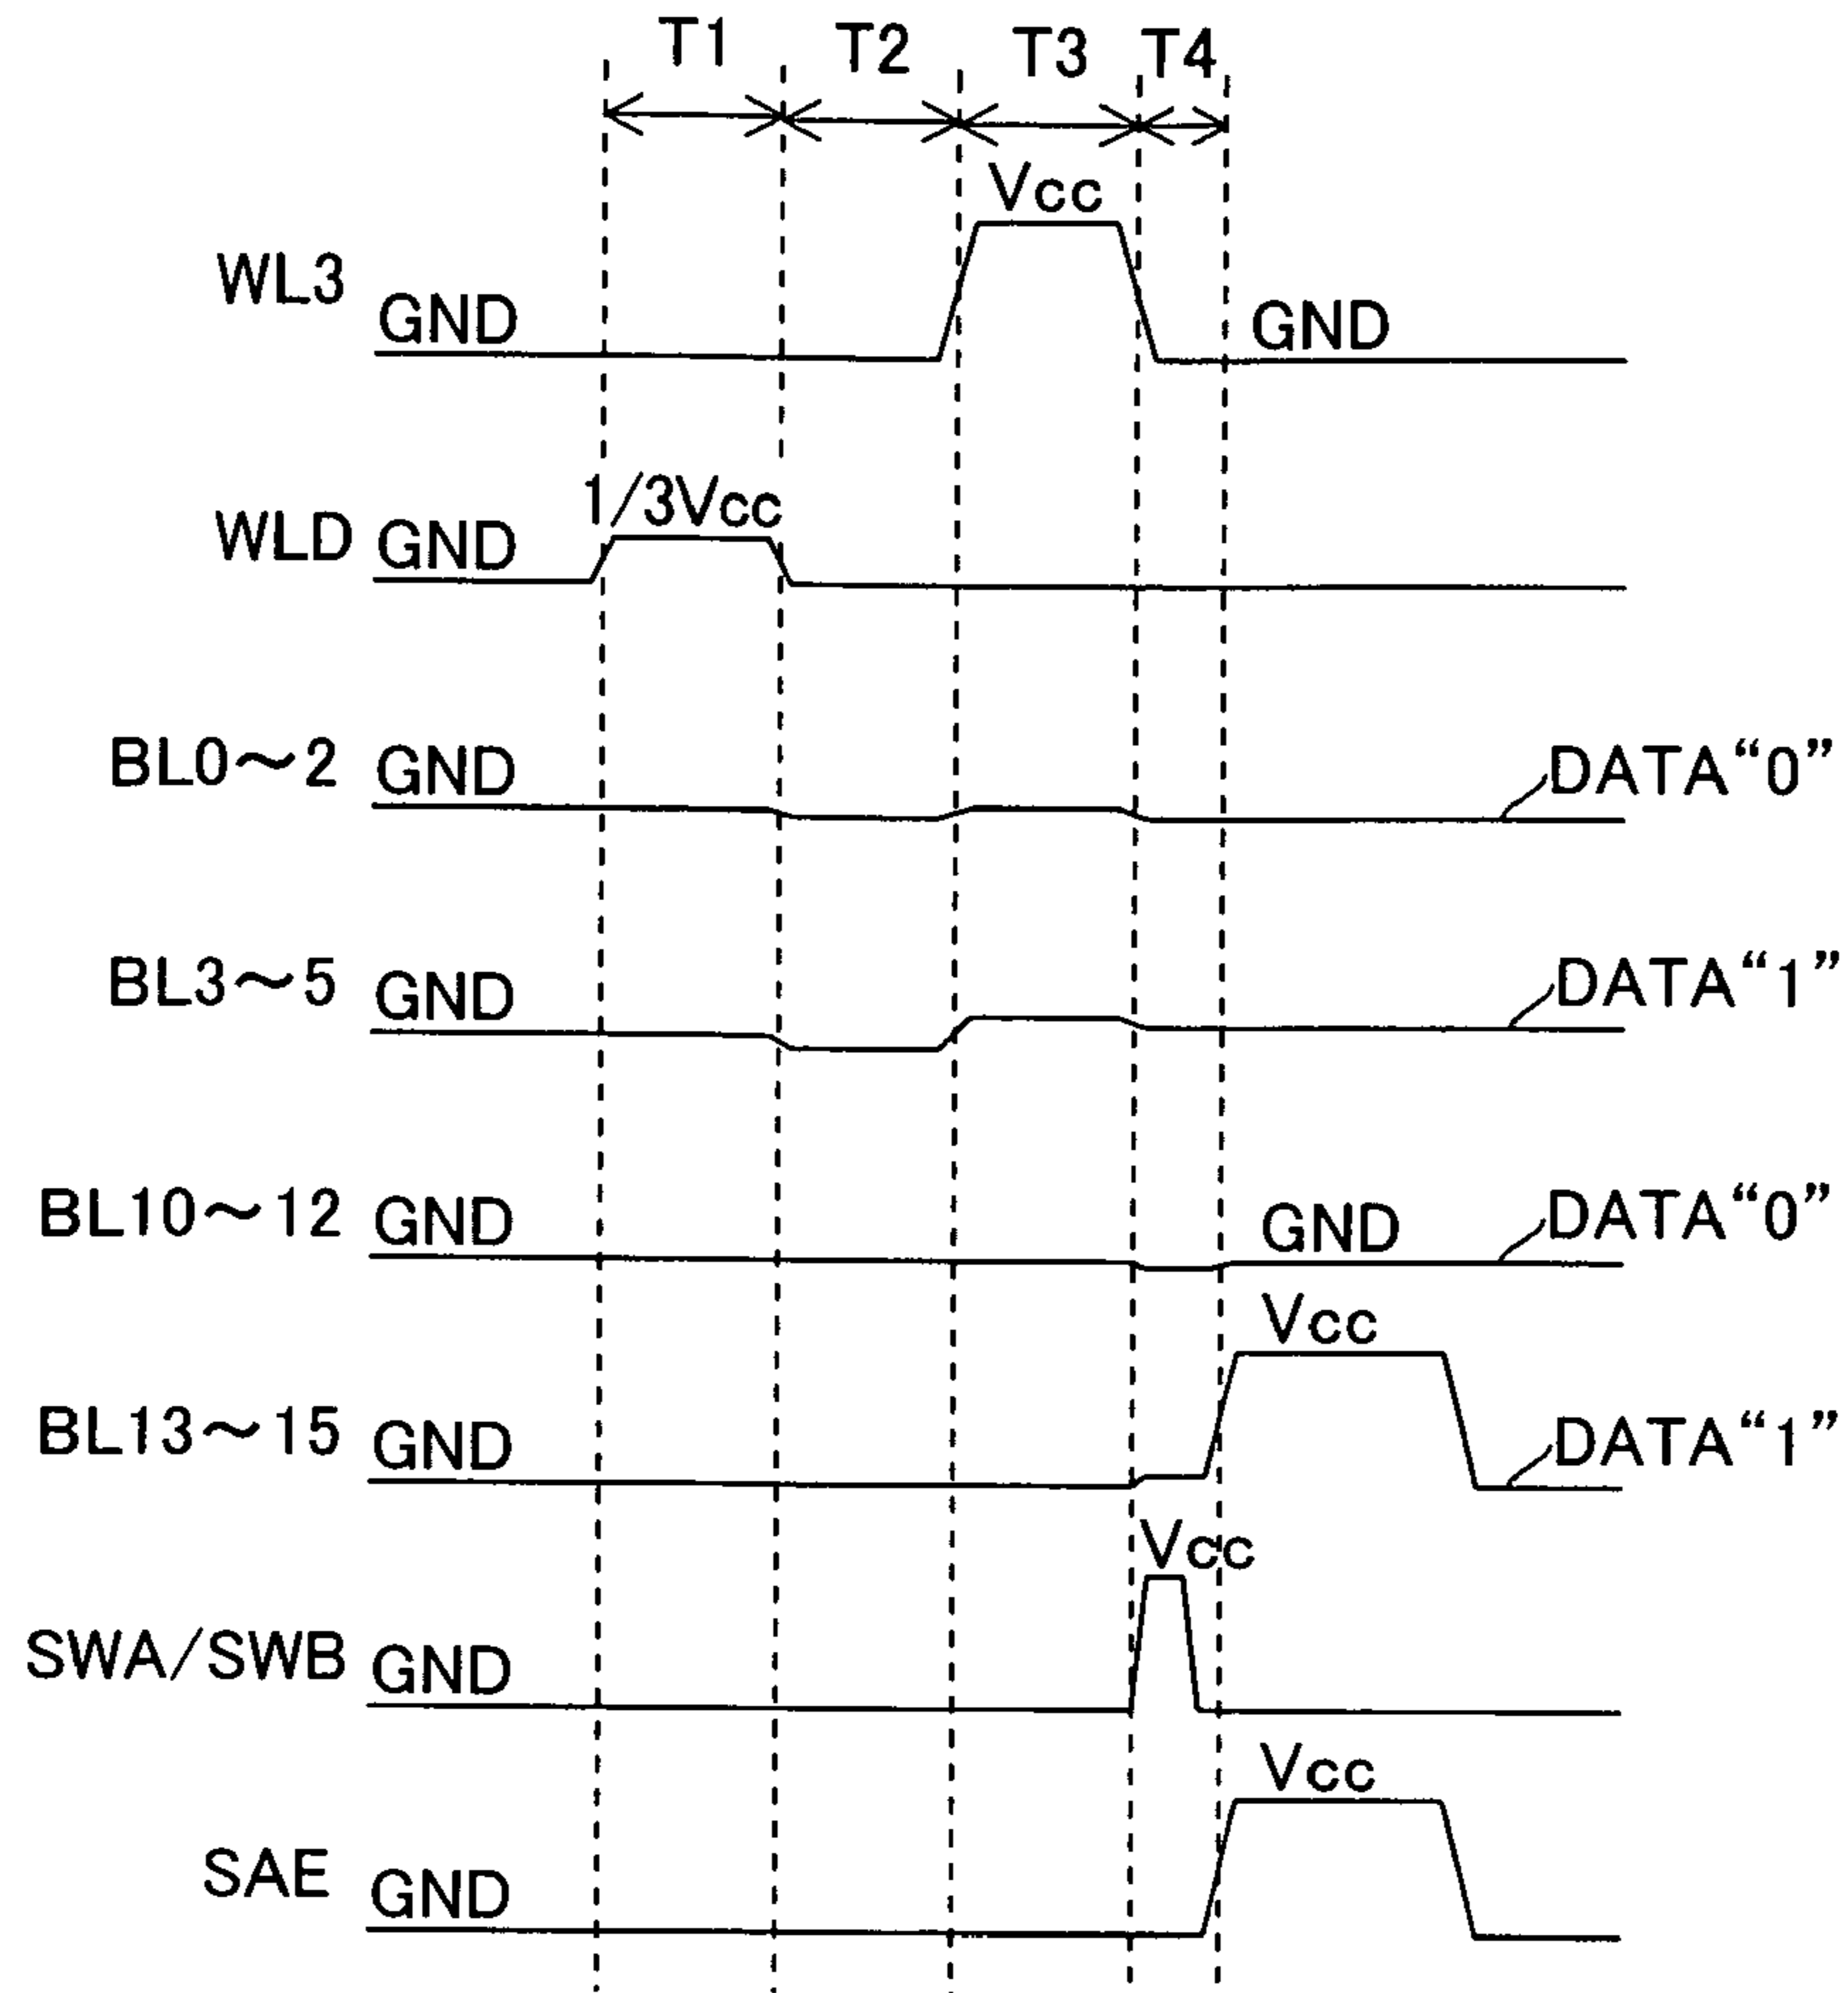 T1 T2 T3 T4
Vcc
WL3 GND GND
1/3Vcc
WLD GND
BL0～2 GND DATA“0”
BL3～5 GND DATA“1”
BL10～12 GND GND DATA“0”
Vcc
BL13～15 GND DATA“1”
Vcc
SWA/SWB GND
Vcc
SAE GND